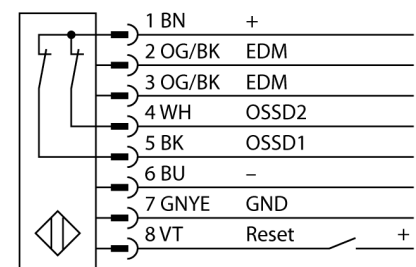 1 BN +
2 OG/BK EDM
3 OG/BK EDM
4 WH OSSD2
5 BK OSSD1
6 BU –
7 GNYE GND
8 VT Reset +